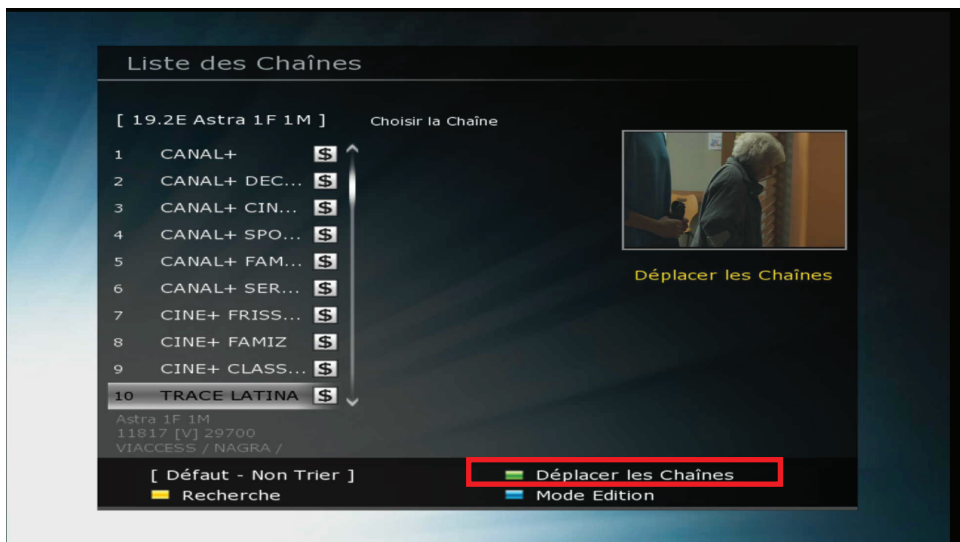 Liste des Chaînes
[ 19.2E Astra 1F 1M ] Choisir la Chaîne
1 CANAL+ $
2 CANAL+ DEC... $
3 CANAL+ CIN... $
4 CANAL+ SPO... $
5 CANAL+ FAM... $
6 CANAL+ SER... $
7 CINE+ FRISS... $
8 CINE+ FAMIZ $
9 CINE+ CLASS... $
10 TRACE LATINA $
Déplacer les Chaînes
Astra 1F 1M
11817 [V] 29700
VIACCESS / NAGRA /
[ Défaut - Non Trier ] Déplacer les Chaînes
Recherche Mode Edition